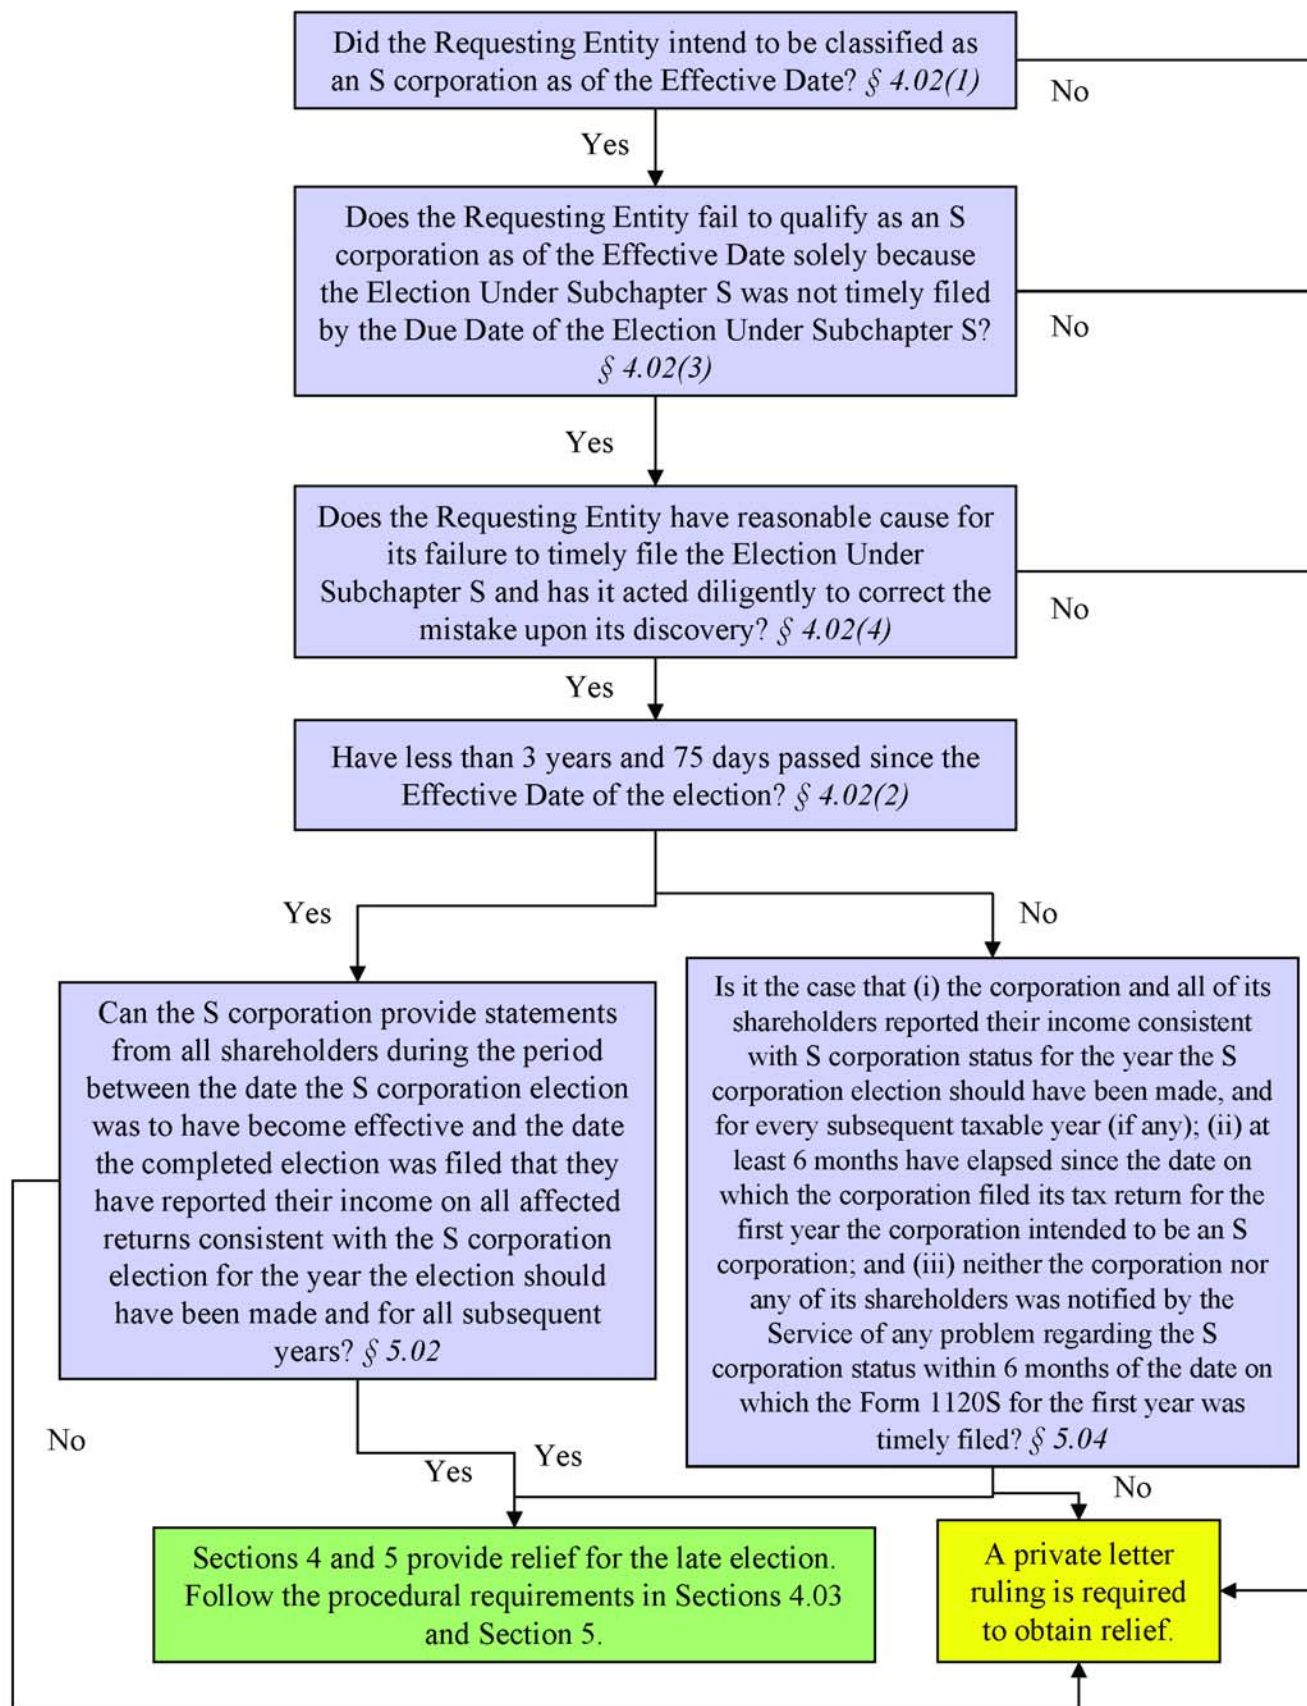 Did the Requesting Entity intend to be classified as
an S corporation as of the Effective Date? § 4.02(1)
No
Yes
Does the Requesting Entity fail to qualify as an S
corporation as of the Effective Date solely because
the Election Under Subchapter S was not timely filed
by the Due Date of the Election Under Subchapter S?
§ 4.02(3)
No
Yes
Does the Requesting Entity have reasonable cause for
its failure to timely file the Election Under
Subchapter S and has it acted diligently to correct the
mistake upon its discovery? § 4.02(4)
No
Yes
Have less than 3 years and 75 days passed since the
Effective Date of the election? § 4.02(2)
Yes
No
Can the S corporation provide statements
from all shareholders during the period
between the date the S corporation election
was to have become effective and the date
the completed election was filed that they
have reported their income on all affected
returns consistent with the S corporation
election for the year the election should
have been made and for all subsequent
years? § 5.02
Is it the case that (i) the corporation and all of its
shareholders reported their income consistent
with S corporation status for the year the S
corporation election should have been made, and
for every subsequent taxable year (if any); (ii) at
least 6 months have elapsed since the date on
which the corporation filed its tax return for the
first year the corporation intended to be an S
corporation; and (iii) neither the corporation nor
any of its shareholders was notified by the
Service of any problem regarding the S
corporation status within 6 months of the date on
which the Form 1120S for the first year was
timely filed? § 5.04
No
Yes
Yes
No
Sections 4 and 5 provide relief for the late election.
Follow the procedural requirements in Sections 4.03
and Section 5.
A private letter
ruling is required
to obtain relief.